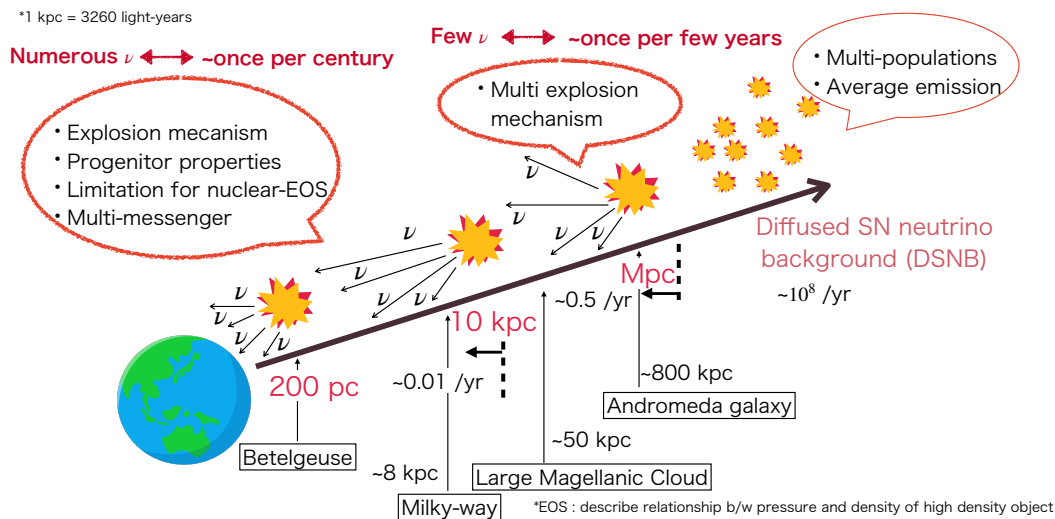 *1 kpc = 3260 light-years
Numerous ν ~once per century
Few ν ~once per few years
・Explosion mecanism
・Progenitor properties
・Limitation for nuclear-EOS
・Multi-messenger
・Multi explosion
mechanism
・Multi-populations
・Average emission
ν
ν
ν
ν
ν
ν
ν
ν
ν
ν
ν
ν
Diffused SN neutrino
background (DSNB)
~10⁸ /yr
Mpc
~0.5 /yr
10 kpc
~0.01 /yr
200 pc
~800 kpc
Andromeda galaxy
~50 kpc
Large Magellanic Cloud
Betelgeuse
~8 kpc
Milky-way
*EOS : describe relationship b/w pressure and density of high density object